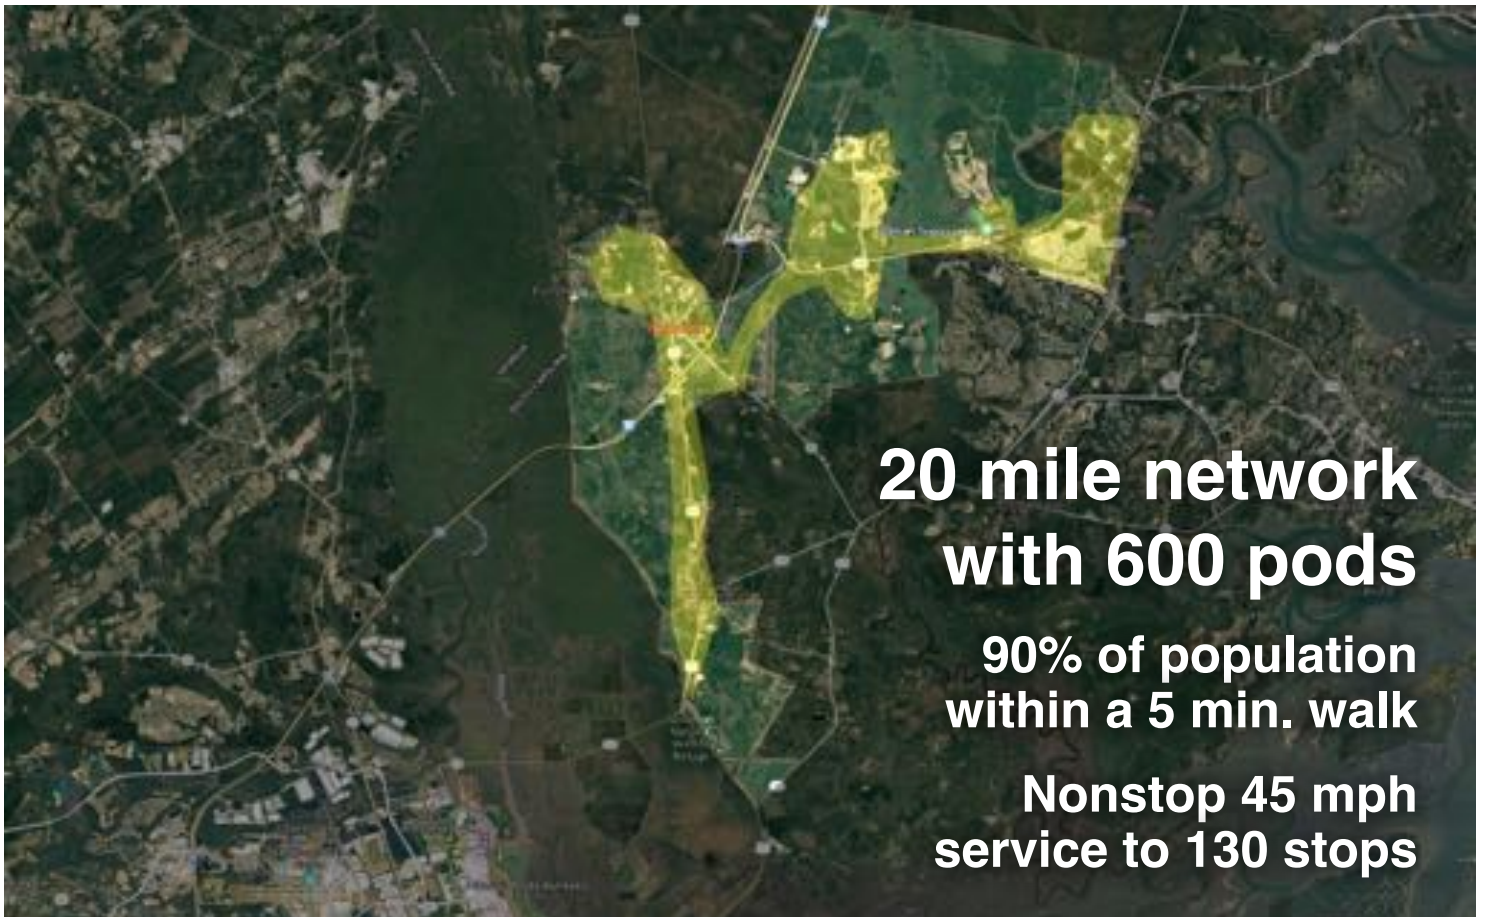 20 mile network
with 600 pods
90% of population
within a 5 min. walk
Nonstop 45 mph
service to 130 stops